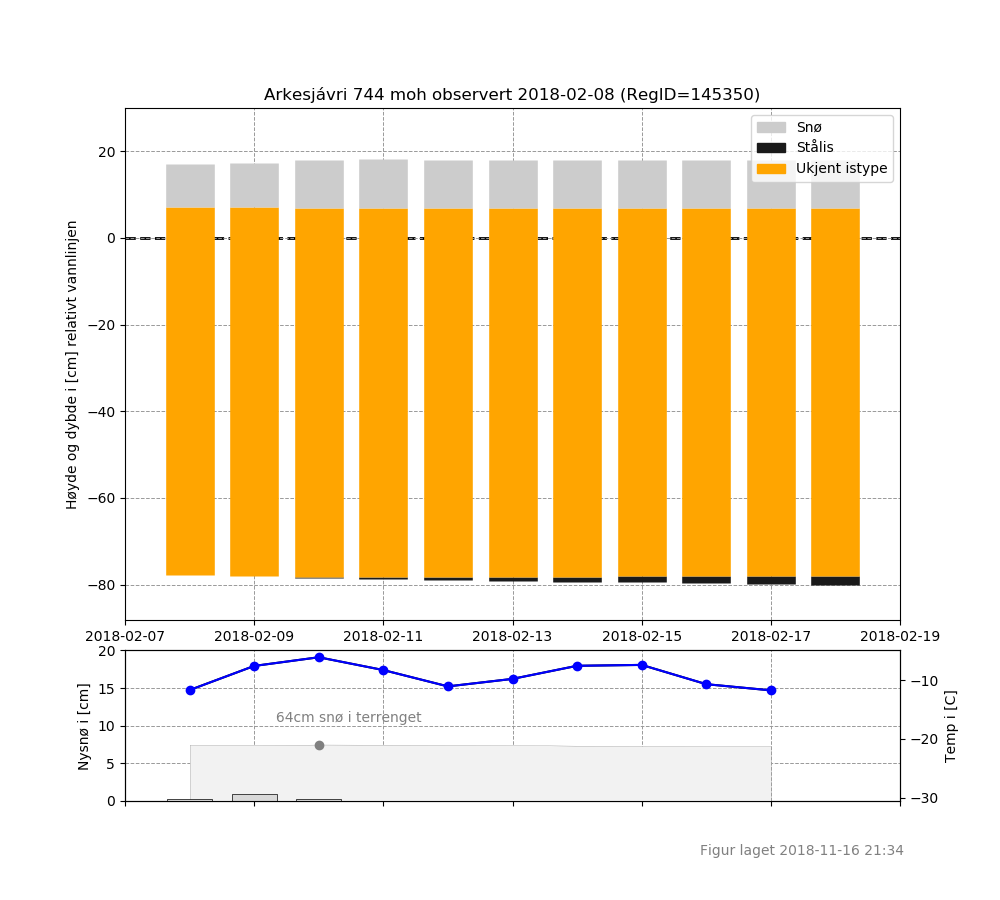 Arkesjávri 744 moh observert 2018-02-08 (RegID=145350)
Snø
Stålis
Ukjent istype
Høyde og dybde i [cm] relativt vannlinjen
20
0
−20
−40
−60
−80
2018-02-07 2018-02-09 2018-02-11 2018-02-13 2018-02-15 2018-02-17 2018-02-19
Nysnø i [cm]
20
15
10
5
0
64cm snø i terrenget
−10
−20
−30
Temp i [C]
Figur laget 2018-11-16 21:34